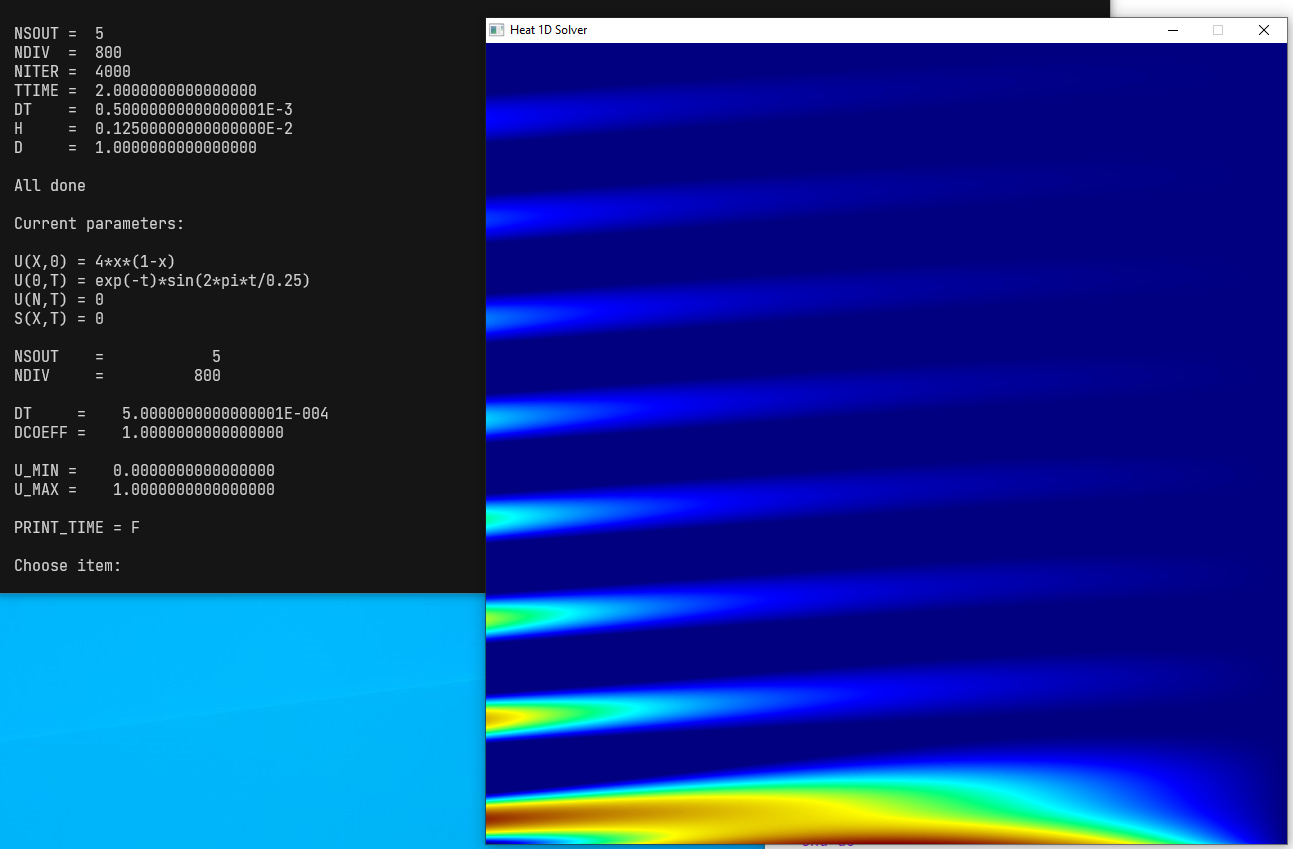 NSOUT =  5
NDIV  =  800
NITER =  4000
TTIME =  2.0000000000000000
DT    =  0.50000000000000001E-3
H     =  0.12500000000000000E-2
D     =  1.0000000000000000
All done
Current parameters:
U(X,0) = 4*x*(1-x)
U(0,T) = exp(-t)*sin(2*pi*t/0.25)
U(N,T) = 0
S(X,T) = 0
NSOUT    =            5
NDIV     =          800
DT     =    5.0000000000000001E-004
DCOEFF =    1.0000000000000000
U_MIN =    0.0000000000000000
U_MAX =    1.0000000000000000
PRINT_TIME = F
Choose item:
Heat 1D Solver